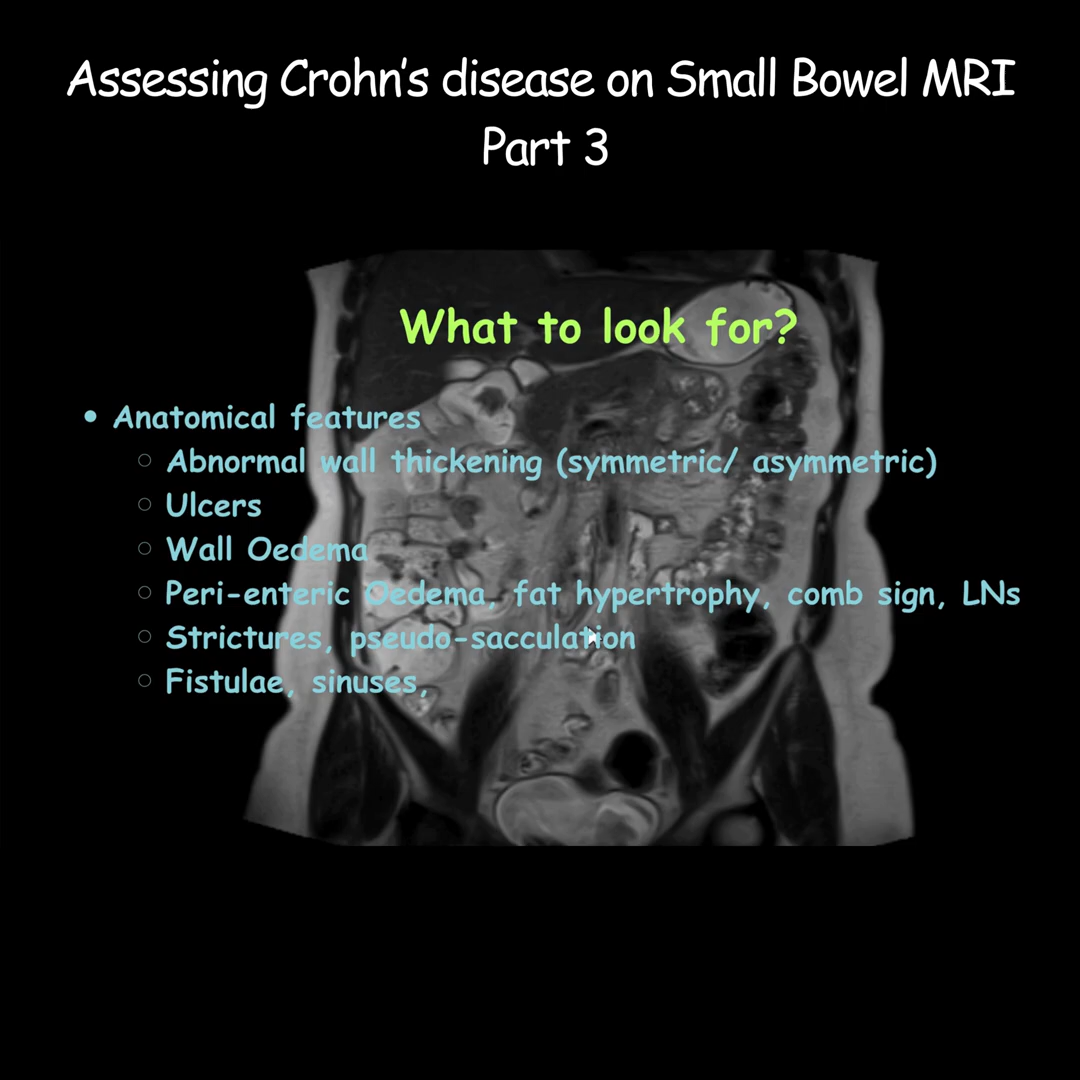 Assessing Crohn's disease on Small Bowel MRI
Part 3
What to look for?
• Anatomical features
○ Abnormal wall thickening (symmetric/ asymmetric)
○ Ulcers
○ Wall Oedema
○ Peri-enteric Oedema, fat hypertrophy, comb sign, LNs
○ Strictures, pseudo-sacculation
○ Fistulae, sinuses,